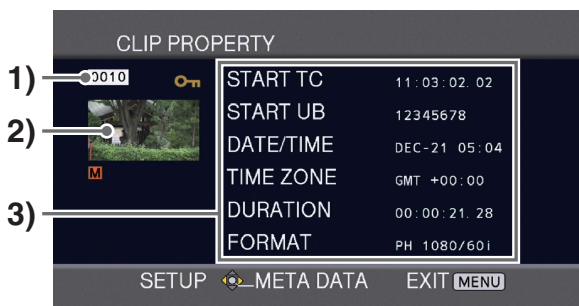 CLIP PROPERTY
1) 0010
2)
M
3)
START TC 11:03:02.02
START UB 12345678
DATE/TIME DEC-21 05:04
TIME ZONE GMT +00:00
DURATION 00:00:21.28
FORMAT PH 1080/60i
SETUP META DATA EXIT MENU